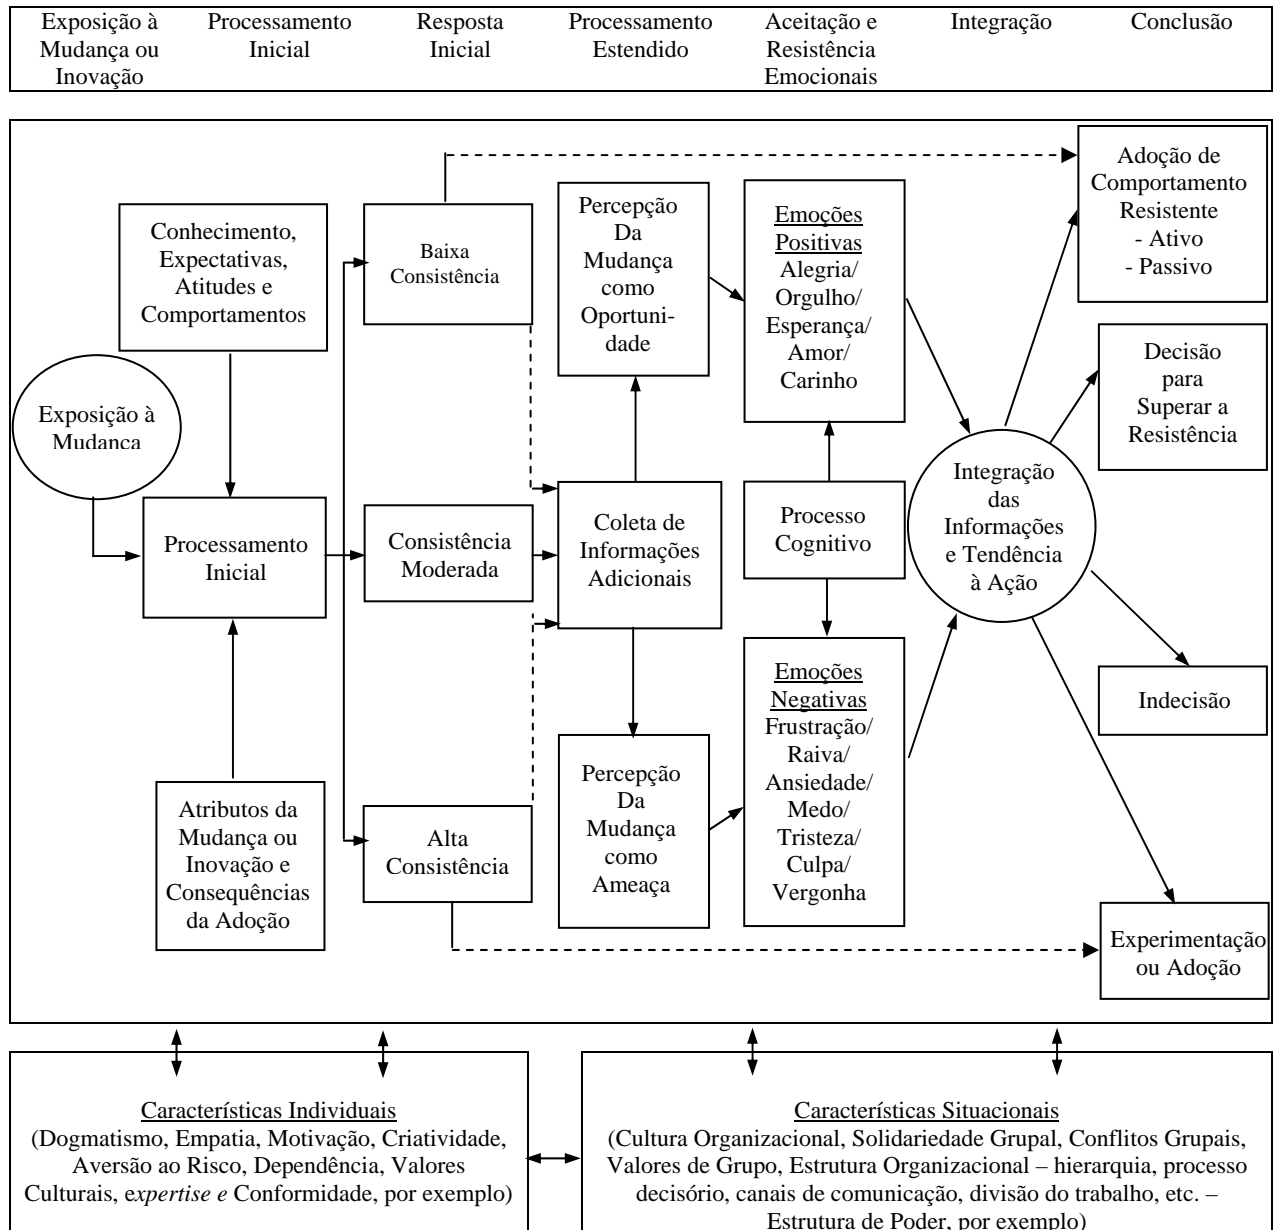 Exposição à
Mudança ou
Inovação
Processamento
Inicial
Resposta
Inicial
Processamento
Estendido
Aceitação e
Resistência
Emocionais
Integração
Conclusão
Conhecimento,
Expectativas,
Atitudes e
Comportamentos
Exposição à
Mudança
Processamento
Inicial
Atributos da
Mudança ou
Inovação e
Consequências
da Adoção
Baixa
Consistência
Consistência
Moderada
Alta
Consistência
Percepção
Da
Mudança
como
Oportuni-
dade
Coleta de
Informações
Adicionais
Percepção
Da
Mudança
como
Ameaça
Emoções
Positivas
Alegria/
Orgulho/
Esperança/
Amor/
Carinho
Processo
Cognitivo
Emoções
Negativas
Frustração/
Raiva/
Ansiedade/
Medo/
Tristeza/
Culpa/
Vergonha
Integração
das
Informações
e Tendência
à Ação
Adoção de
Comportamento
Resistente
- Ativo
- Passivo
Decisão
para
Superar a
Resistência
Indecisão
Experimentação
ou Adoção
Características Individuais
(Dogmatismo, Empatia, Motivação, Criatividade,
Aversão ao Risco, Dependência, Valores
Culturais, expertise e Conformidade, por exemplo)
Características Situacionais
(Cultura Organizacional, Solidariedade Grupal, Conflitos Grupais,
Valores de Grupo, Estrutura Organizacional – hierarquia, processo
decisório, canais de comunicação, divisão do trabalho, etc. –
Estrutura de Poder, por exemplo)